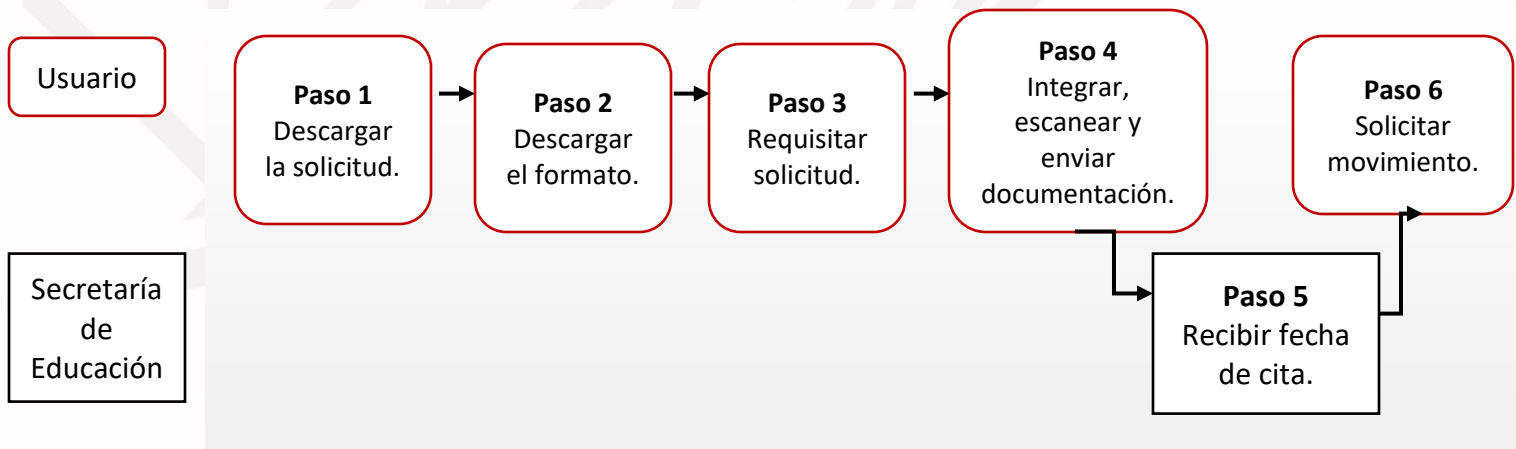 Usuario
Paso 1
Descargar
la solicitud.
Paso 2
Descargar
el formato.
Paso 3
Requisitar
solicitud.
Paso 4
Integrar,
escanear y
enviar
documentación.
Paso 6
Solicitar
movimiento.
Secretaría
de
Educación
Paso 5
Recibir fecha
de cita.